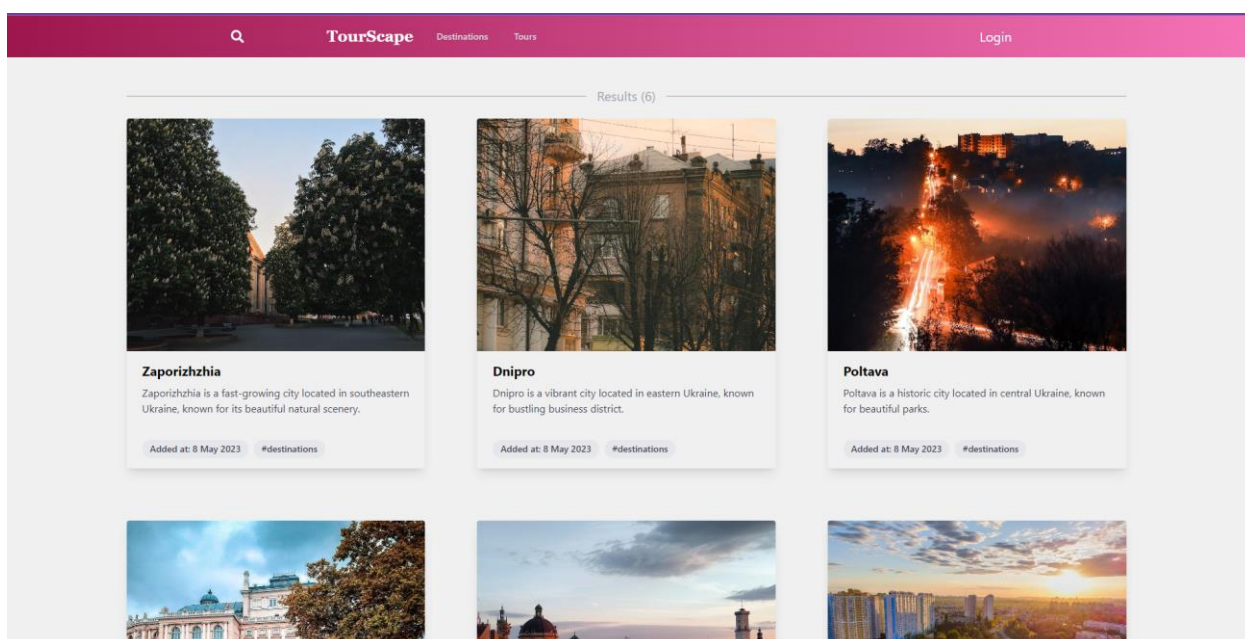 TourScape Destinations Tours Login
Results (6)
Zaporizhzhia
Zaporizhzhia is a fast-growing city located in southeastern
Ukraine, known for its beautiful natural scenery.
Added at: 8 May 2023 #destinations
Dnipro
Dnipro is a vibrant city located in eastern Ukraine, known
for bustling business district.
Added at: 8 May 2023 #destinations
Poltava
Poltava is a historic city located in central Ukraine, known
for beautiful parks.
Added at: 8 May 2023 #destinations